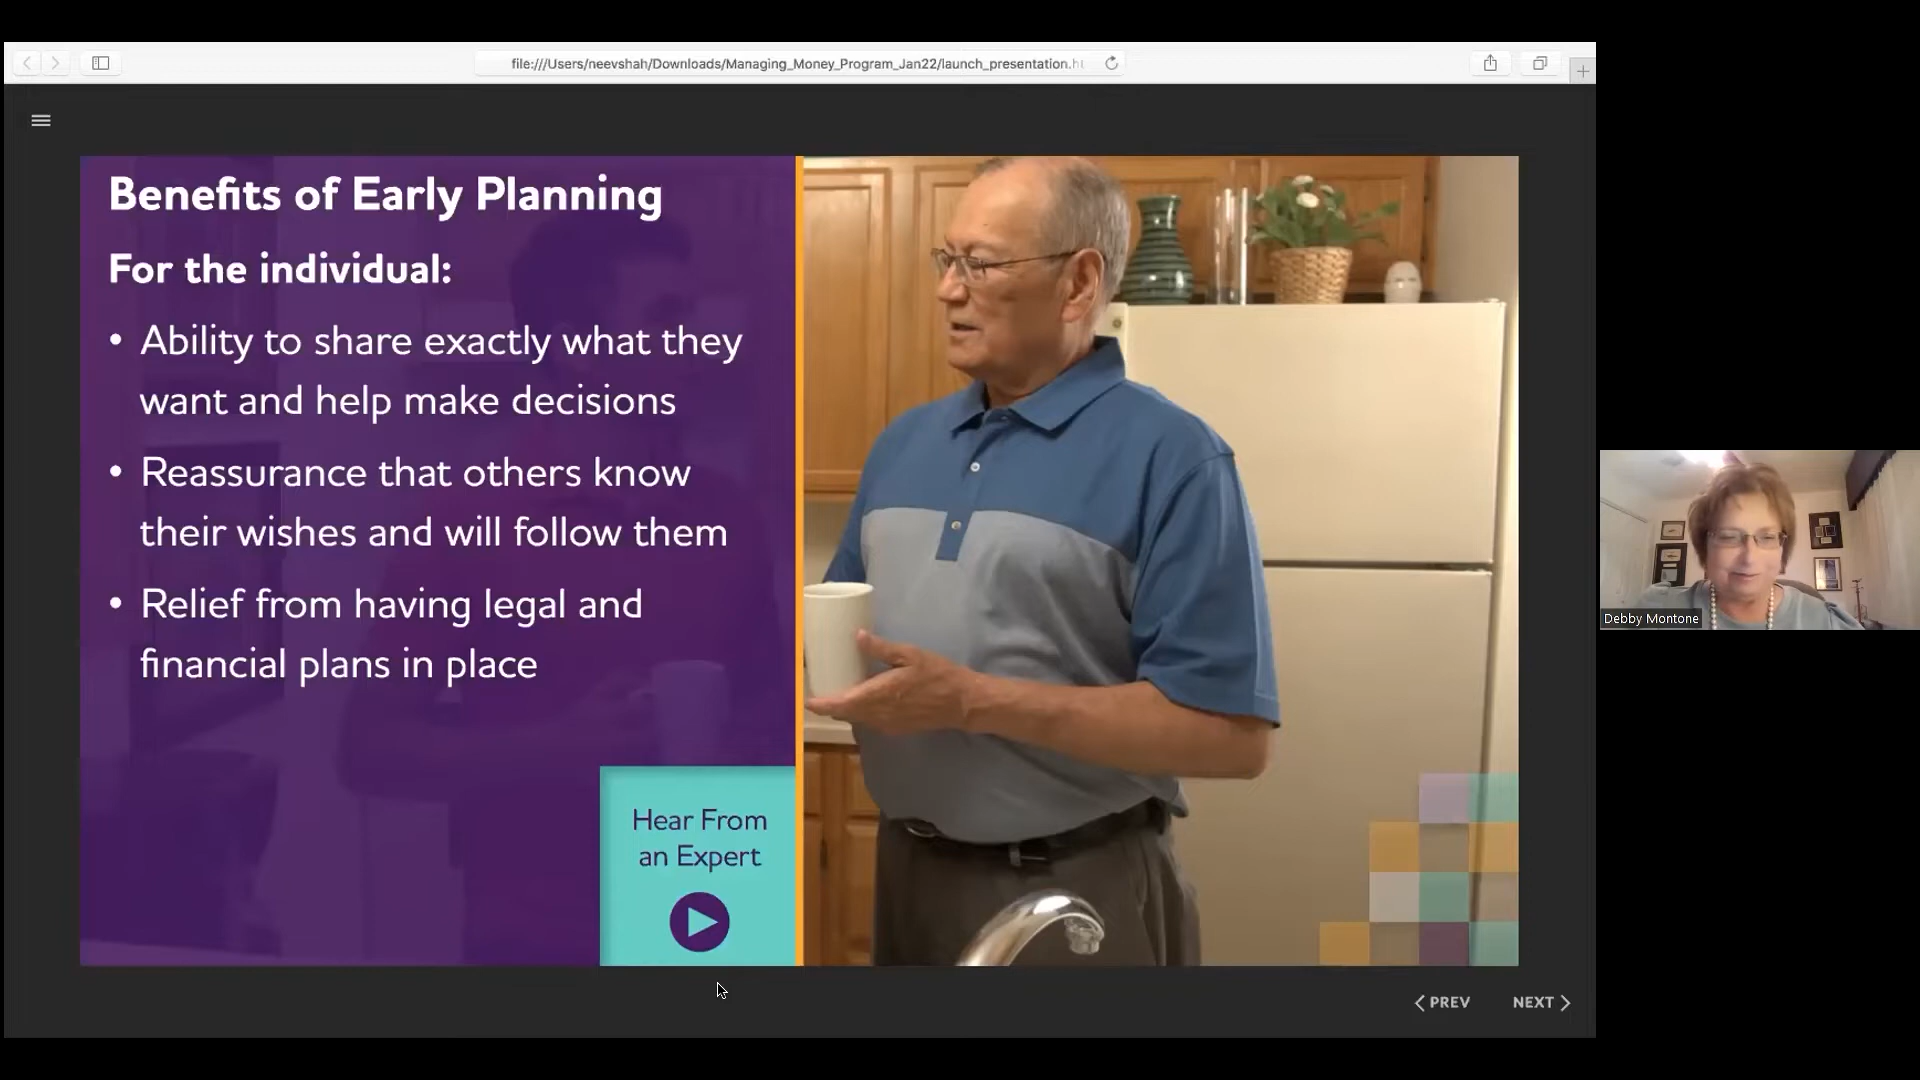 file:///Users/neevshah/Downloads/Managing_Money_Program_Jan22/launch_presentation.ht
Benefits of Early Planning
For the individual:
• Ability to share exactly what they
want and help make decisions
• Reassurance that others know
their wishes and will follow them
• Relief from having legal and
financial plans in place
Hear From
an Expert
Debby Montone
PREV
NEXT